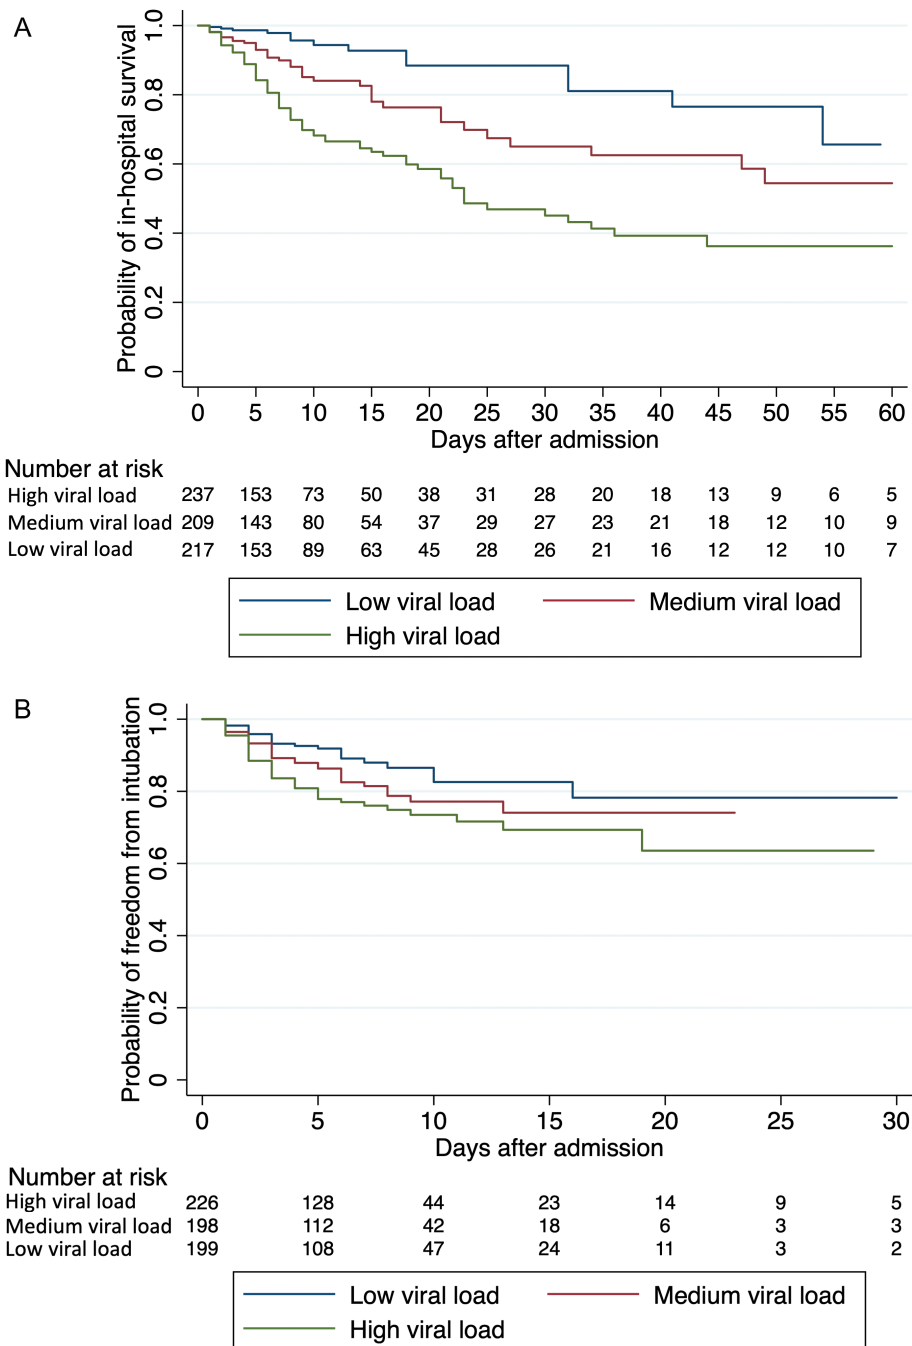 A
Probability of in-hospital survival
1.0
0.8
0.6
0.4
0.2
0
0 5 10 15 20 25 30 35 40 45 50 55 60
Days after admission
Number at risk
High viral load 237 153 73 50 38 31 28 20 18 13 9 6 5
Medium viral load 209 143 80 54 37 29 27 23 21 18 12 10 9
Low viral load 217 153 89 63 45 28 26 21 16 12 12 10 7
Low viral load Medium viral load
High viral load
B
Probability of freedom from intubation
1.0
0.8
0.6
0.4
0.2
0
0 5 10 15 20 25 30
Days after admission
Number at risk
High viral load 226 128 44 23 14 9 5
Medium viral load 198 112 42 18 6 3 3
Low viral load 199 108 47 24 11 3 2
Low viral load Medium viral load
High viral load